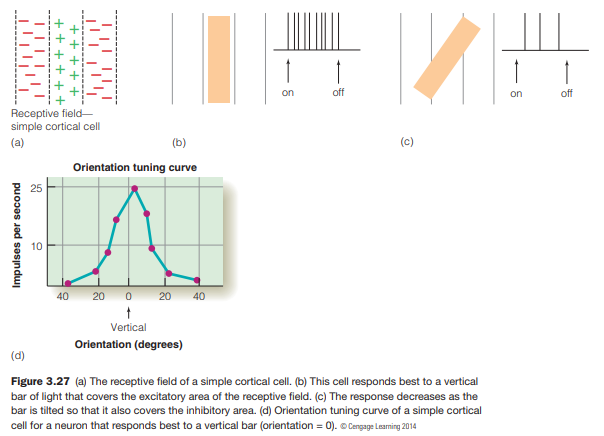 Receptive field—
simple cortical cell
(a)
(b)
on
off
(c)
on
off
Orientation tuning curve
Impulses per second
25
10
40 20 0 20 40
Vertical
Orientation (degrees)
(d)
Figure 3.27 (a) The receptive field of a simple cortical cell. (b) This cell responds best to a vertical
bar of light that covers the excitatory area of the receptive field. (c) The response decreases as the
bar is tilted so that it also covers the inhibitory area. (d) Orientation tuning curve of a simple cortical
cell for a neuron that responds best to a vertical bar (orientation = 0). © Cengage Learning 2014